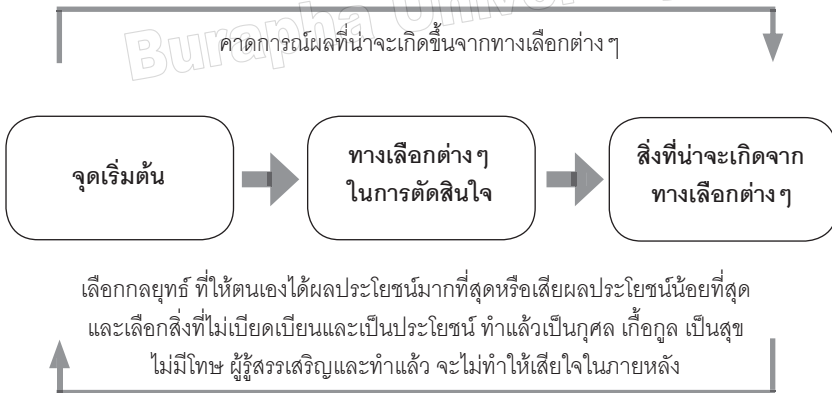 Burapha University
คาดการณ์ผลที่น่าจะเกิดขึ้นจากทางเลือกต่าง ๆ
จุดเริ่มต้น
ทางเลือกต่าง ๆ
ในการตัดสินใจ
สิ่งที่น่าจะเกิดจาก
ทางเลือกต่าง ๆ
เลือกกลยุทธ์ ที่ให้ตนเองได้ผลประโยชน์มากที่สุดหรือเสียผลประโยชน์น้อยที่สุด
และเลือกสิ่งที่ไม่เบียดเบียนและเป็นประโยชน์ ทำแล้วเป็นกุศล เกื้อกูล เป็นสุข
ไม่มีโทษ ผู้รู้สรรเสริญและทำแล้ว จะไม่ทำให้เสียใจในภายหลัง